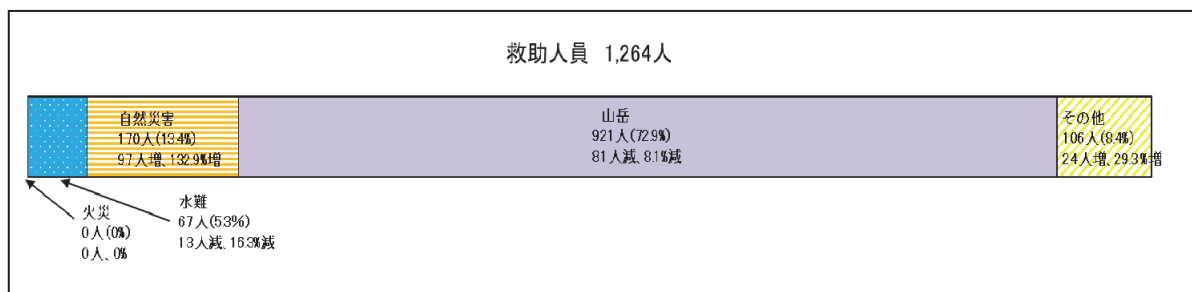 救助人員 1,264人
自然災害
170人(13.4%)
97人増、132.9%増
山岳
921人(72.9%)
81人減、8.1%減
その他
106人(8.4%)
24人増、29.3%増
火災
0人(0%)
0人、0%
水難
67人(5.3%)
13人減、16.3%減